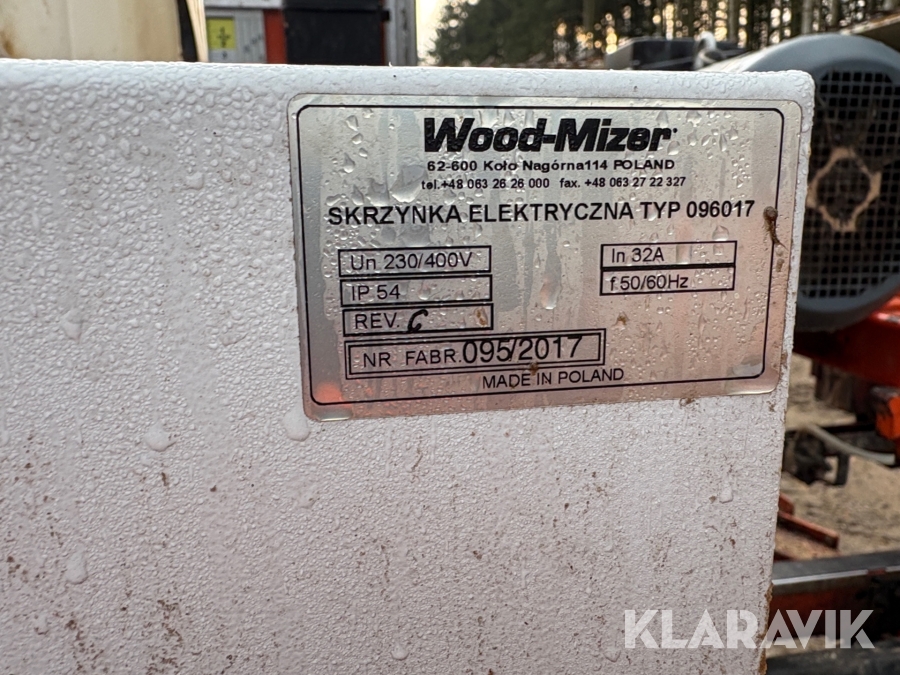 Wood-Mizer
62-600 Koło Nagórna114 POLAND
tel.+48 063 26 26 000 fax. +48 063 27 22 327
SKRZYNKA ELEKTRYCZNA TYP 096017
Un 230/400V
In 32A
IP 54
f 50/60Hz
REV. C
NR FABR. 095/2017
MADE IN POLAND
KLARAVIK